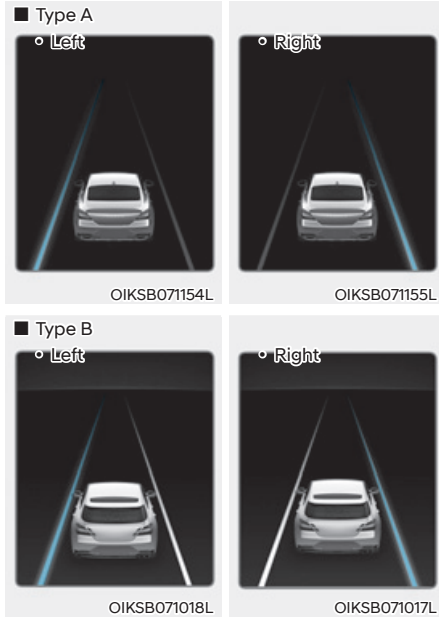 ■ Type A
◦ Left
◦ Right
OIKSB071154L
OIKSB071155L
■ Type B
◦ Left
◦ Right
OIKSB071018L
OIKSB071017L